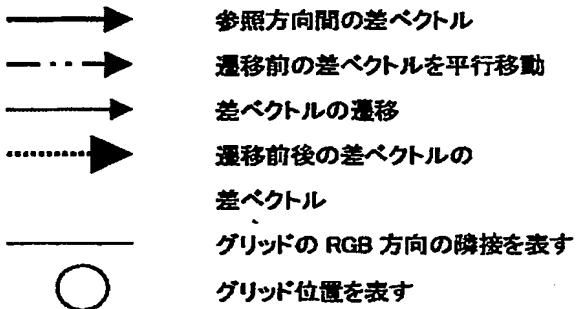 参照方向間の差ベクトル
遷移前の差ベクトルを平行移動
差ベクトルの遷移
遷移前後の差ベクトルの
差ベクトル
グリッドの RGB 方向の隣接を表す
グリッド位置を表す